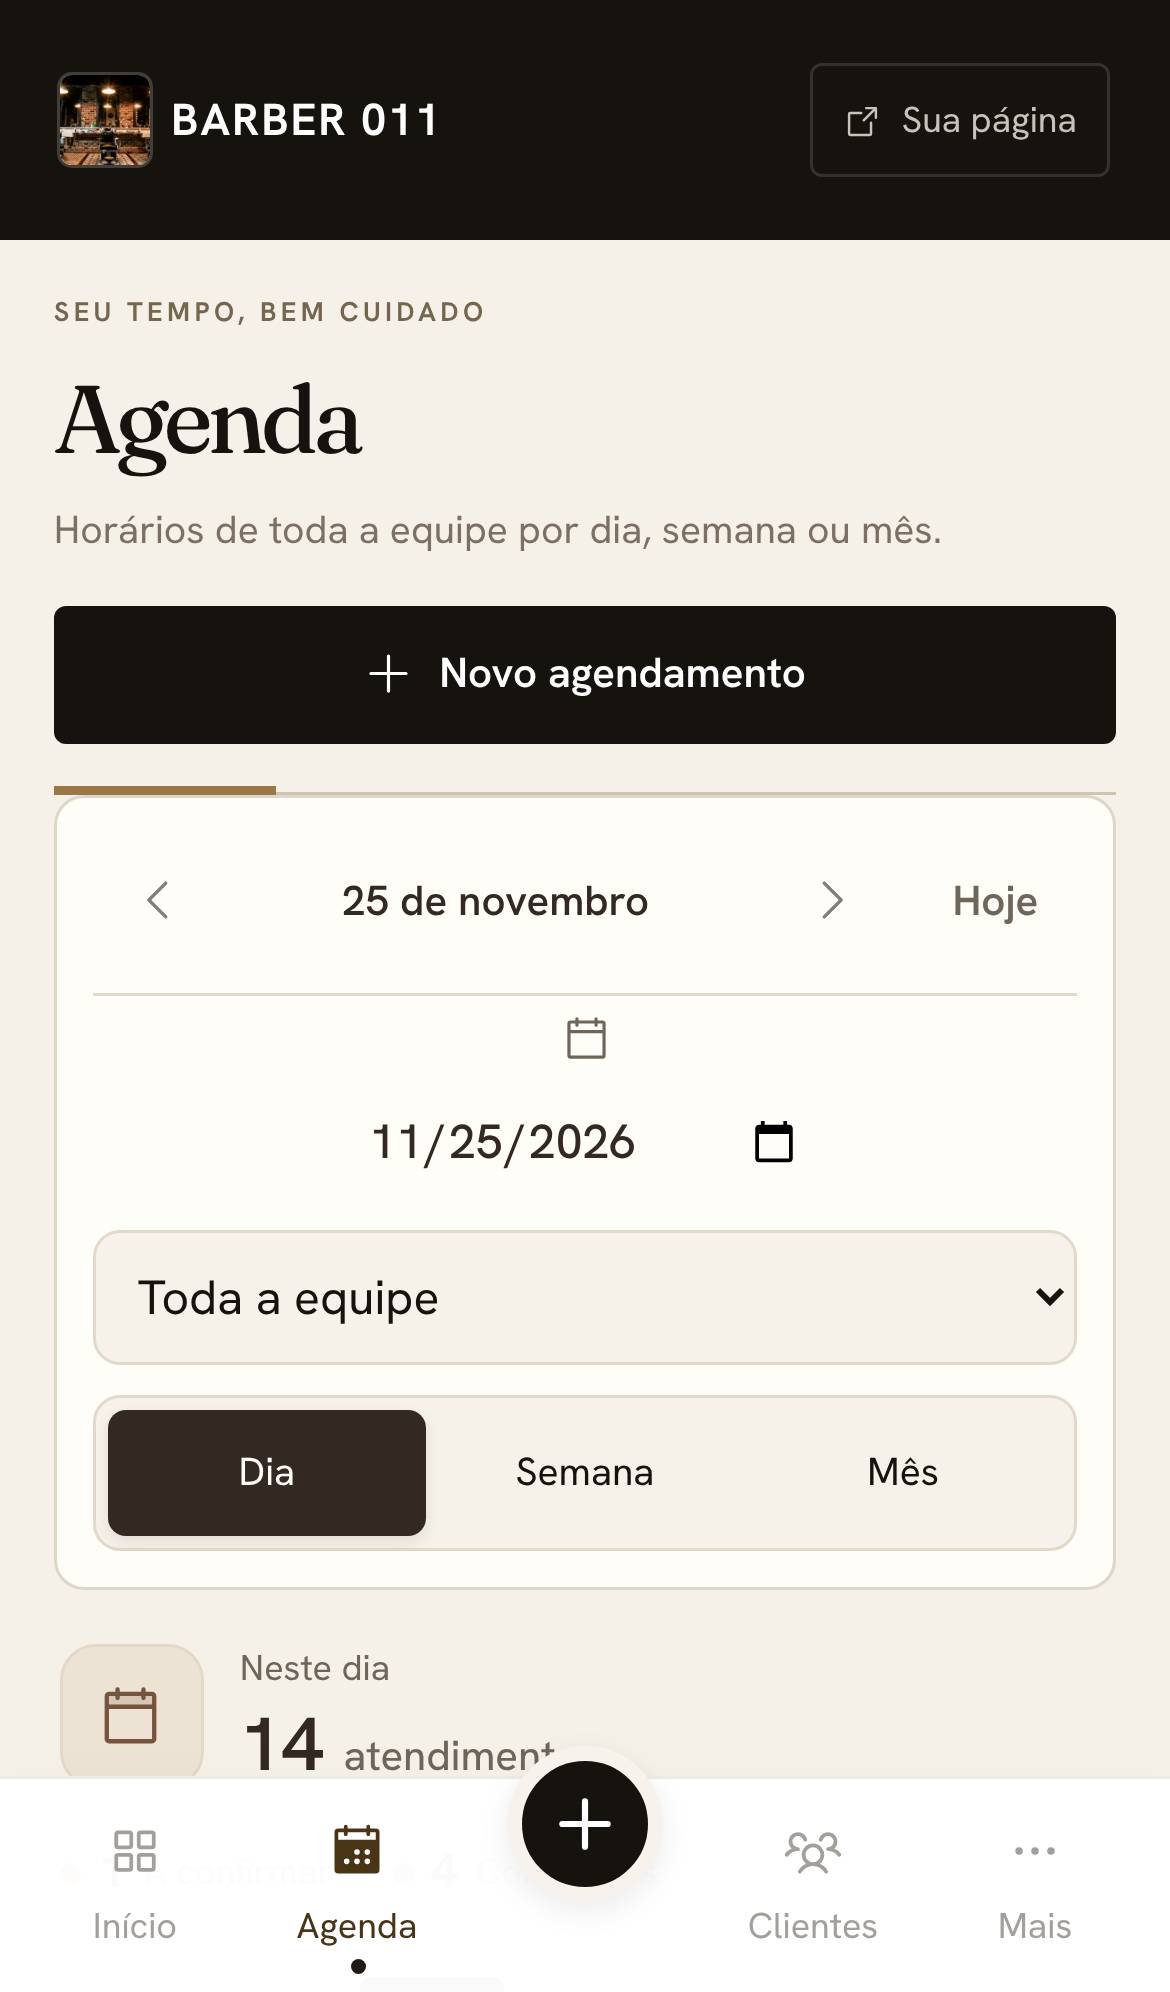 BARBER 011
Sua página
SEU TEMPO, BEM CUIDADO
Agenda
Horários de toda a equipe por dia, semana ou mês.
Novo agendamento
25 de novembro
Hoje
11/25/2026
Toda a equipe
Dia
Semana
Mês
Neste dia
14
confirmar
4
Início
Agenda
Clientes
Mais